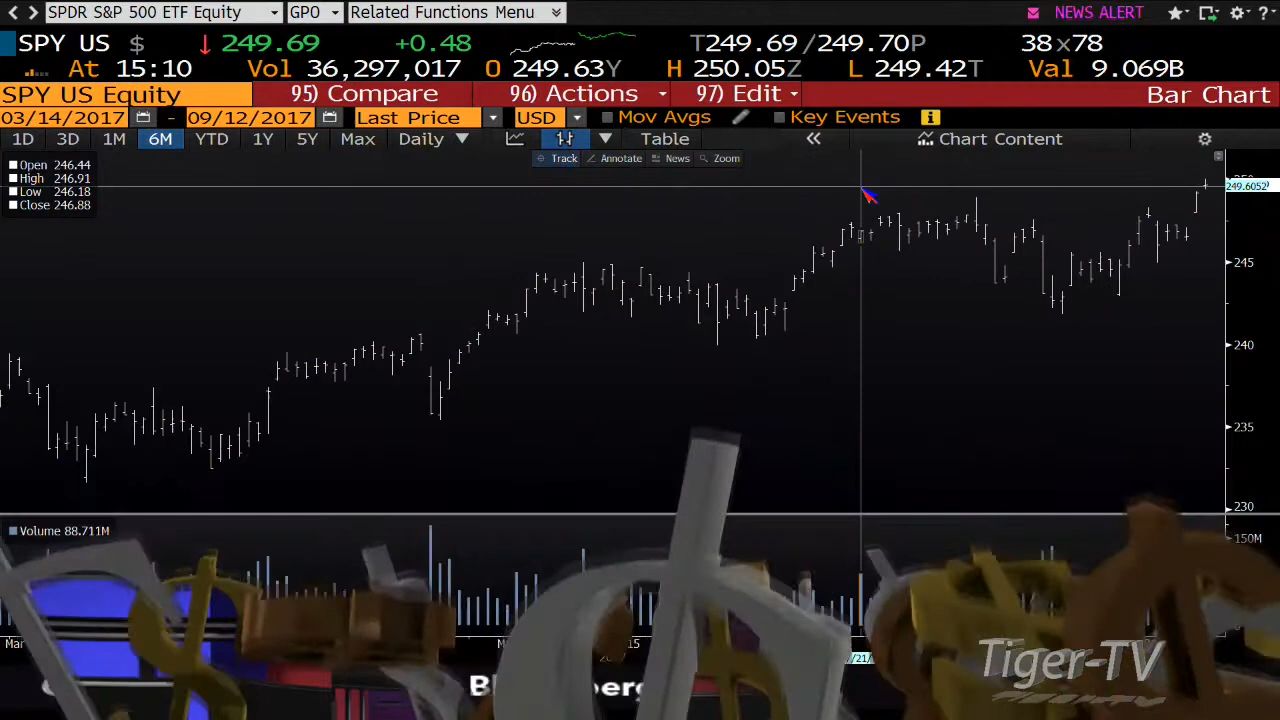 SPDR S&P 500 ETF Equity GPO Related Functions Menu NEWS ALERT
SPY US $ 249.69 +0.48 T249.69/249.70P 38x78
At 15:10 Vol 36,297,017 O 249.63Y H 250.05Z L 249.42T Val 9.069B
SPY US Equity 95) Compare 96) Actions 97) Edit Bar Chart
03/14/2017 - 09/12/2017 Last Price USD Mov Avgs Key Events
1D 3D 1M 6M YTD 1Y 5Y Max Daily Table Chart Content
Track Annotate News Zoom
Open 246.44
High 246.91
Low 246.18
Close 246.88
249.6052
245
240
235
230
Volume 88.711M
150M
Mar
15
/21/
Tiger-TV